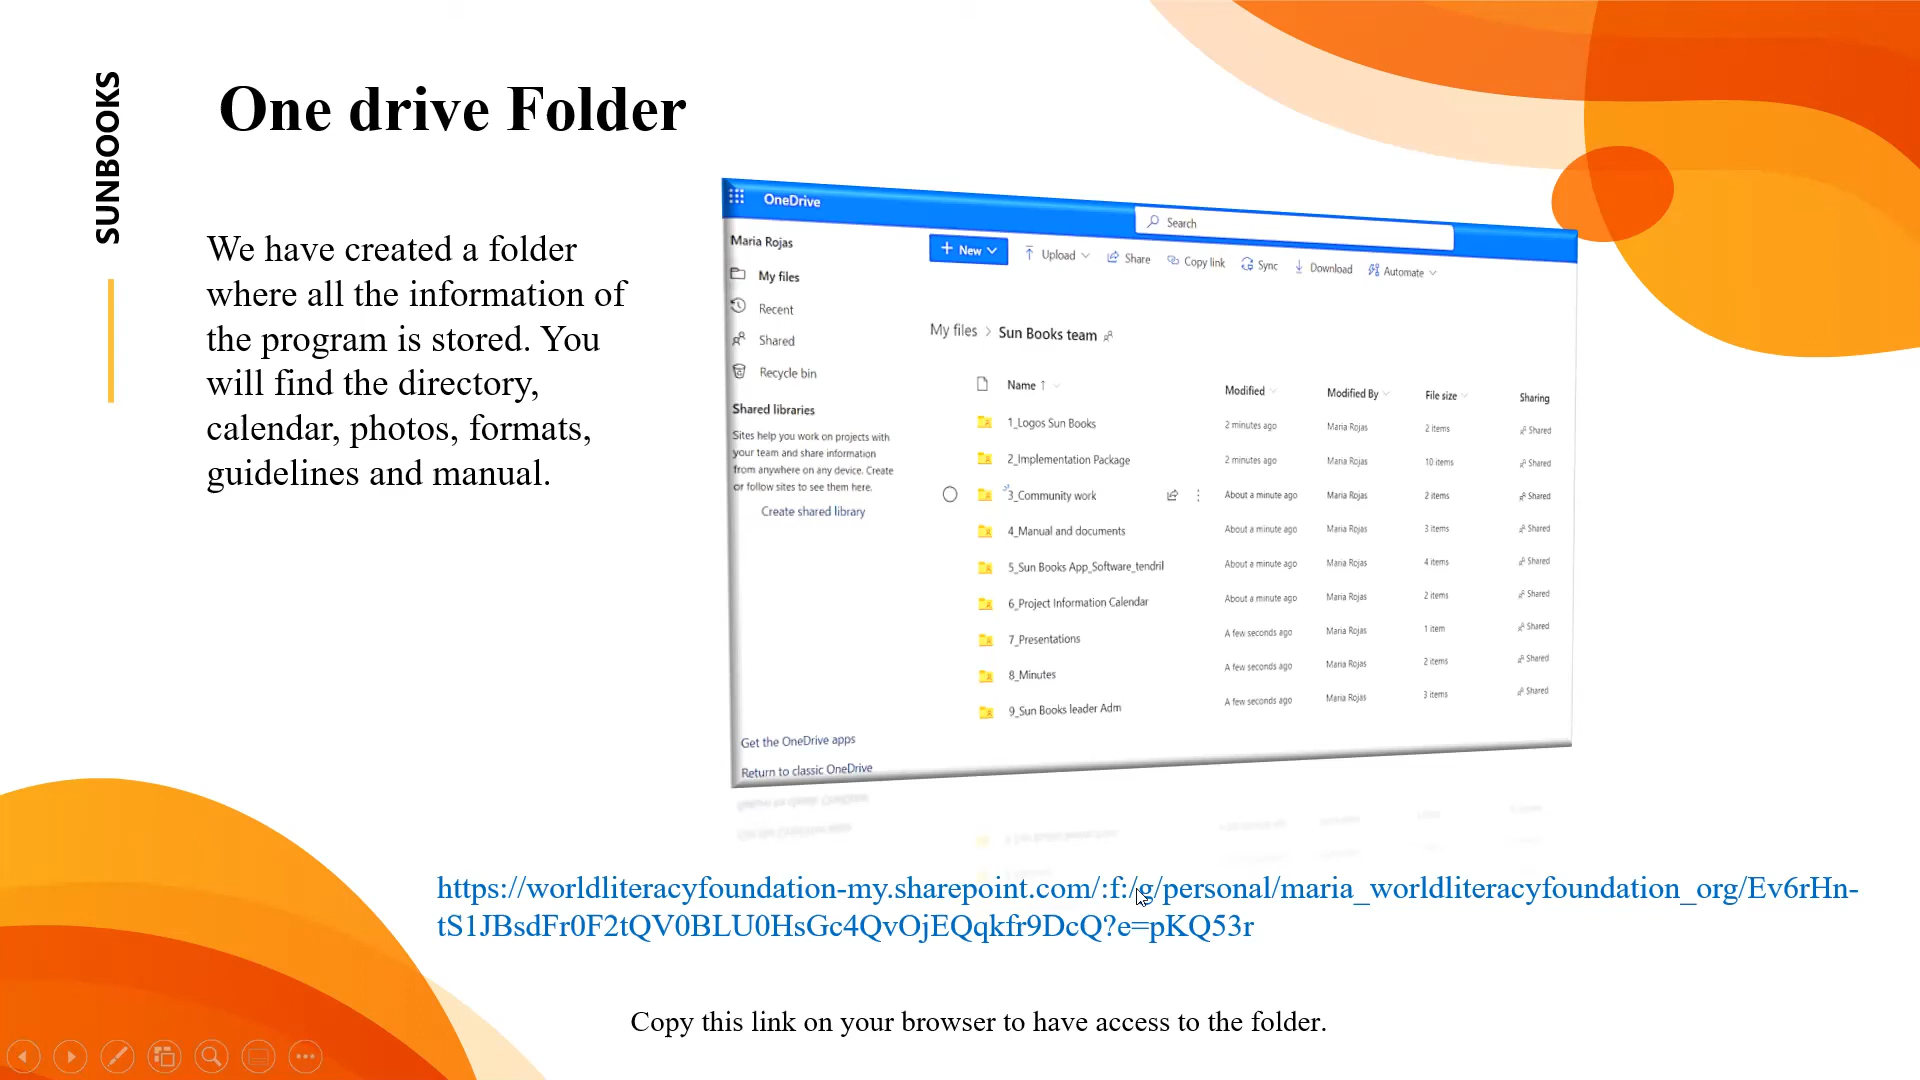 SUNBOOKS
One drive Folder
We have created a folder
where all the information of
the program is stored. You
will find the directory,
calendar, photos, formats,
guidelines and manual.
OneDrive
Search
Maria Rojas
My files
Recent
Shared
Recycle bin
Shared libraries
Sites help you work on projects with
your team and share information
from anywhere on any device. Create
or follow sites to see them here.
Create shared library
Get the OneDrive apps
Return to classic OneDrive
+ New Upload Share Copy link Sync Download Automate
My files > Sun Books team
Name ↑ Modified Modified By File size Sharing
1_Logos Sun Books 2 minutes ago Maria Rojas 2 items Shared
2_Implementation Package 2 minutes ago Maria Rojas 10 items Shared
3_Community work About a minute ago Maria Rojas 2 items Shared
4_Manual and documents About a minute ago Maria Rojas 3 items Shared
5_Sun Books App_Software_tendril About a minute ago Maria Rojas 4 items Shared
6_Project Information Calendar About a minute ago Maria Rojas 2 items Shared
7_Presentations A few seconds ago Maria Rojas 1 item Shared
8_Minutes A few seconds ago Maria Rojas 2 items Shared
9_Sun Books leader Adm A few seconds ago Maria Rojas 3 items Shared
https://worldliteracyfoundation-my.sharepoint.com/:f:/g/personal/maria_worldliteracyfoundation_org/Ev6rHn-
tS1JBsdFr0F2tQV0BLU0HsGc4QvOjEQqkfr9DcQ?e=pKQ53r
Copy this link on your browser to have access to the folder.